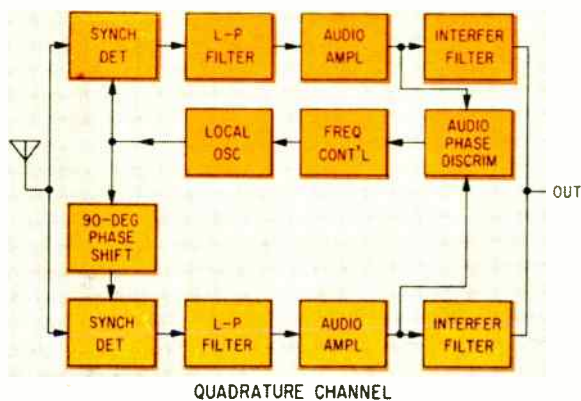 SYNCH
DET
L-P
FILTER
AUDIO
AMPL
INTERFER
FILTER
LOCAL
OSC
FREQ
CONT'L
AUDIO
PHASE
DISCRIM
OUT
90-DEG
PHASE
SHIFT
SYNCH
DET
L-P
FILTER
AUDIO
AMPL
INTERFER
FILTER
QUADRATURE CHANNEL